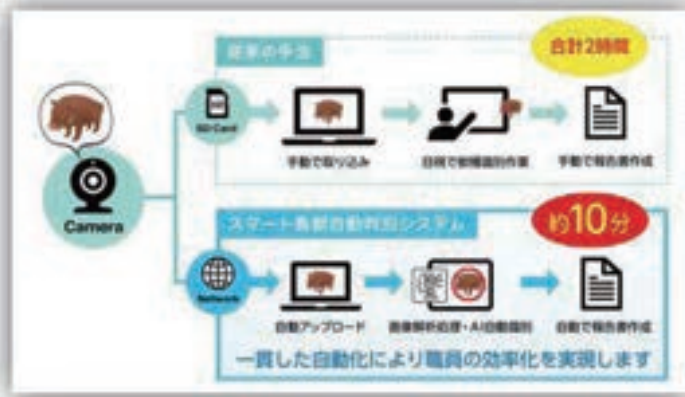 従来の手法
合計2時間
SD Card
手動で取り込み
目視で獣種識別作業
手動で報告書作成
Camera
スマート鳥獣自動判別システム
約10分
Network
自動アップロード
画像解析処理・AI自動識別
自動で報告書作成
一貫した自動化により職員の効率化を実現します